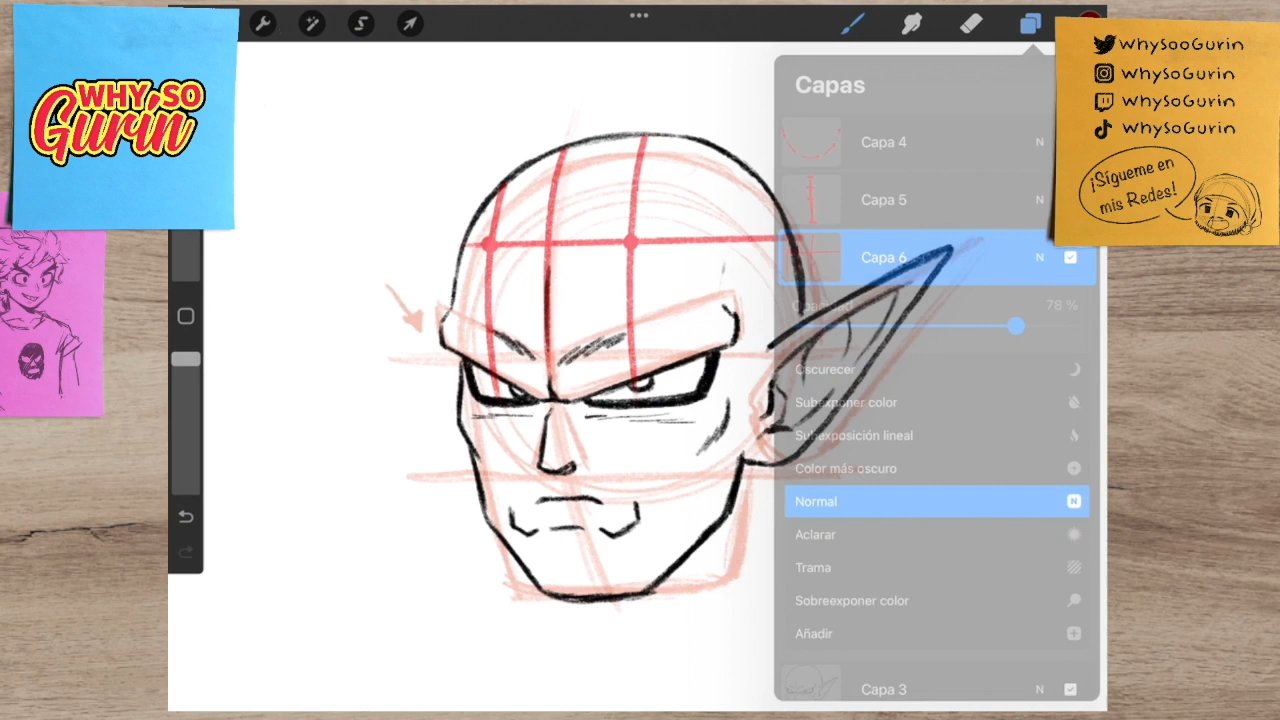 WHY SO
Gurin
WhySooGurin
WhySoGurin
WhySoGurin
WhySoGurin
¡Sígueme en
mis Redes!
Capas
Capa 4
N
Capa 5
N
Capa 6
N
Opacidad
78 %
Oscurecer
Subexponer color
Subexposición lineal
Color más oscuro
Normal
N
Aclarar
Trama
Sobreexponer color
Añadir
Capa 3
N